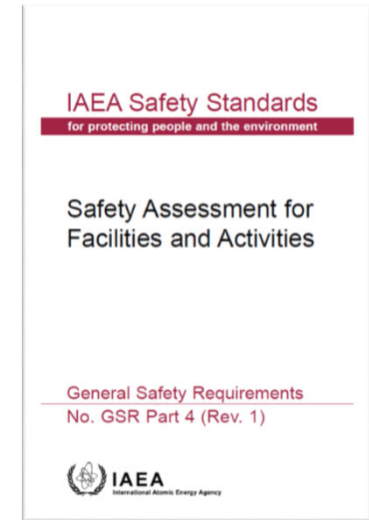 IAEA Safety Standards
for protecting people and the environment
Safety Assessment for
Facilities and Activities
General Safety Requirements
No. GSR Part 4 (Rev. 1)
IAEA
International Atomic Energy Agency